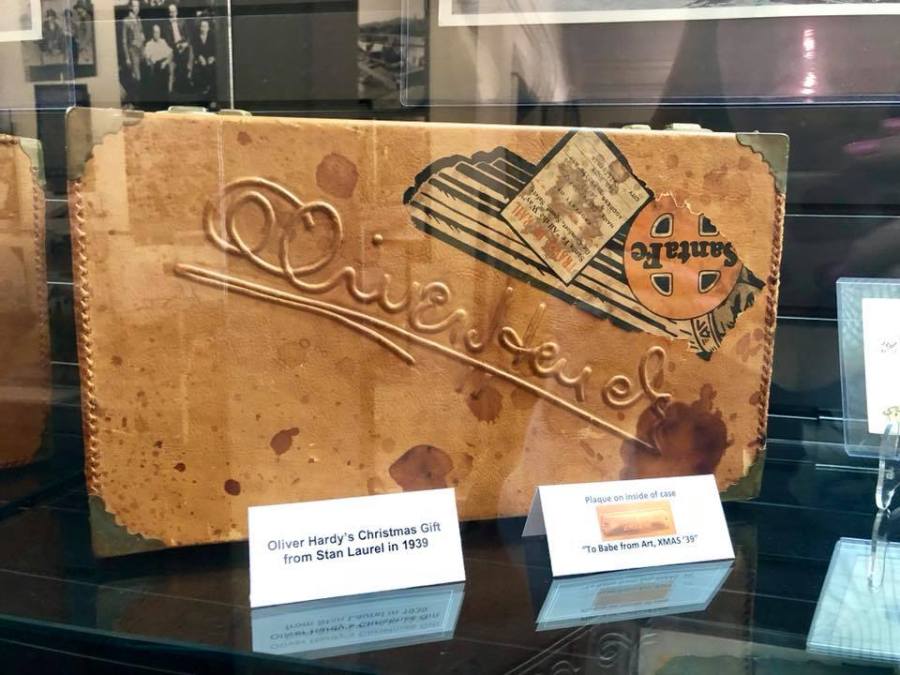 Oliver
Santa Fe
Oliver Hardy's Christmas Gift
from Stan Laurel in 1939
Plaque on inside of case
"To Babe from Art, XMAS '39"